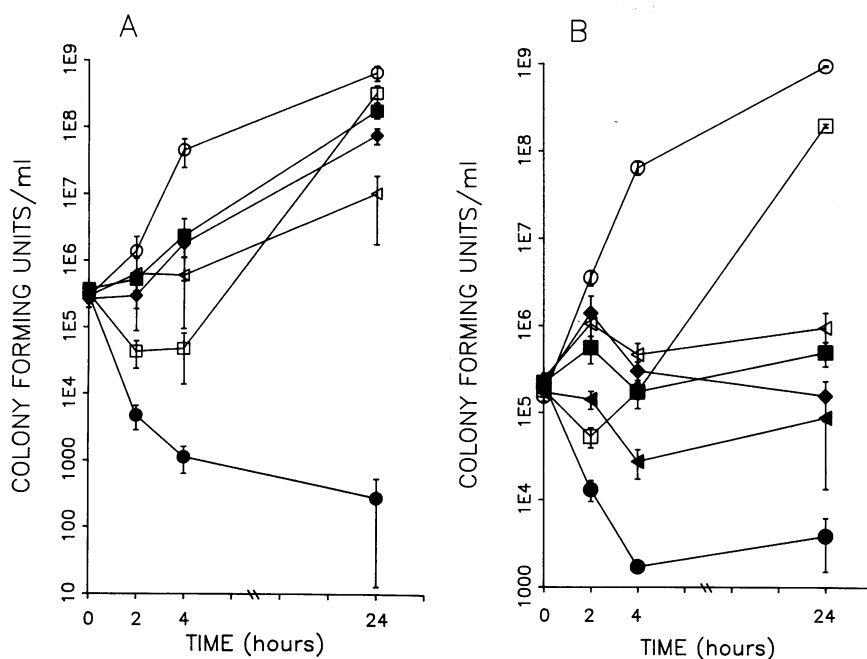 A
COLONY FORMING UNITS/ml
1E9
1E8
1E7
1E6
1E5
1E4
1000
100
10
0 2 4 24
TIME (hours)
B
COLONY FORMING UNITS/ml
1E9
1E8
1E7
1E6
1E5
1E4
1000
0 2 4 24
TIME (hours)